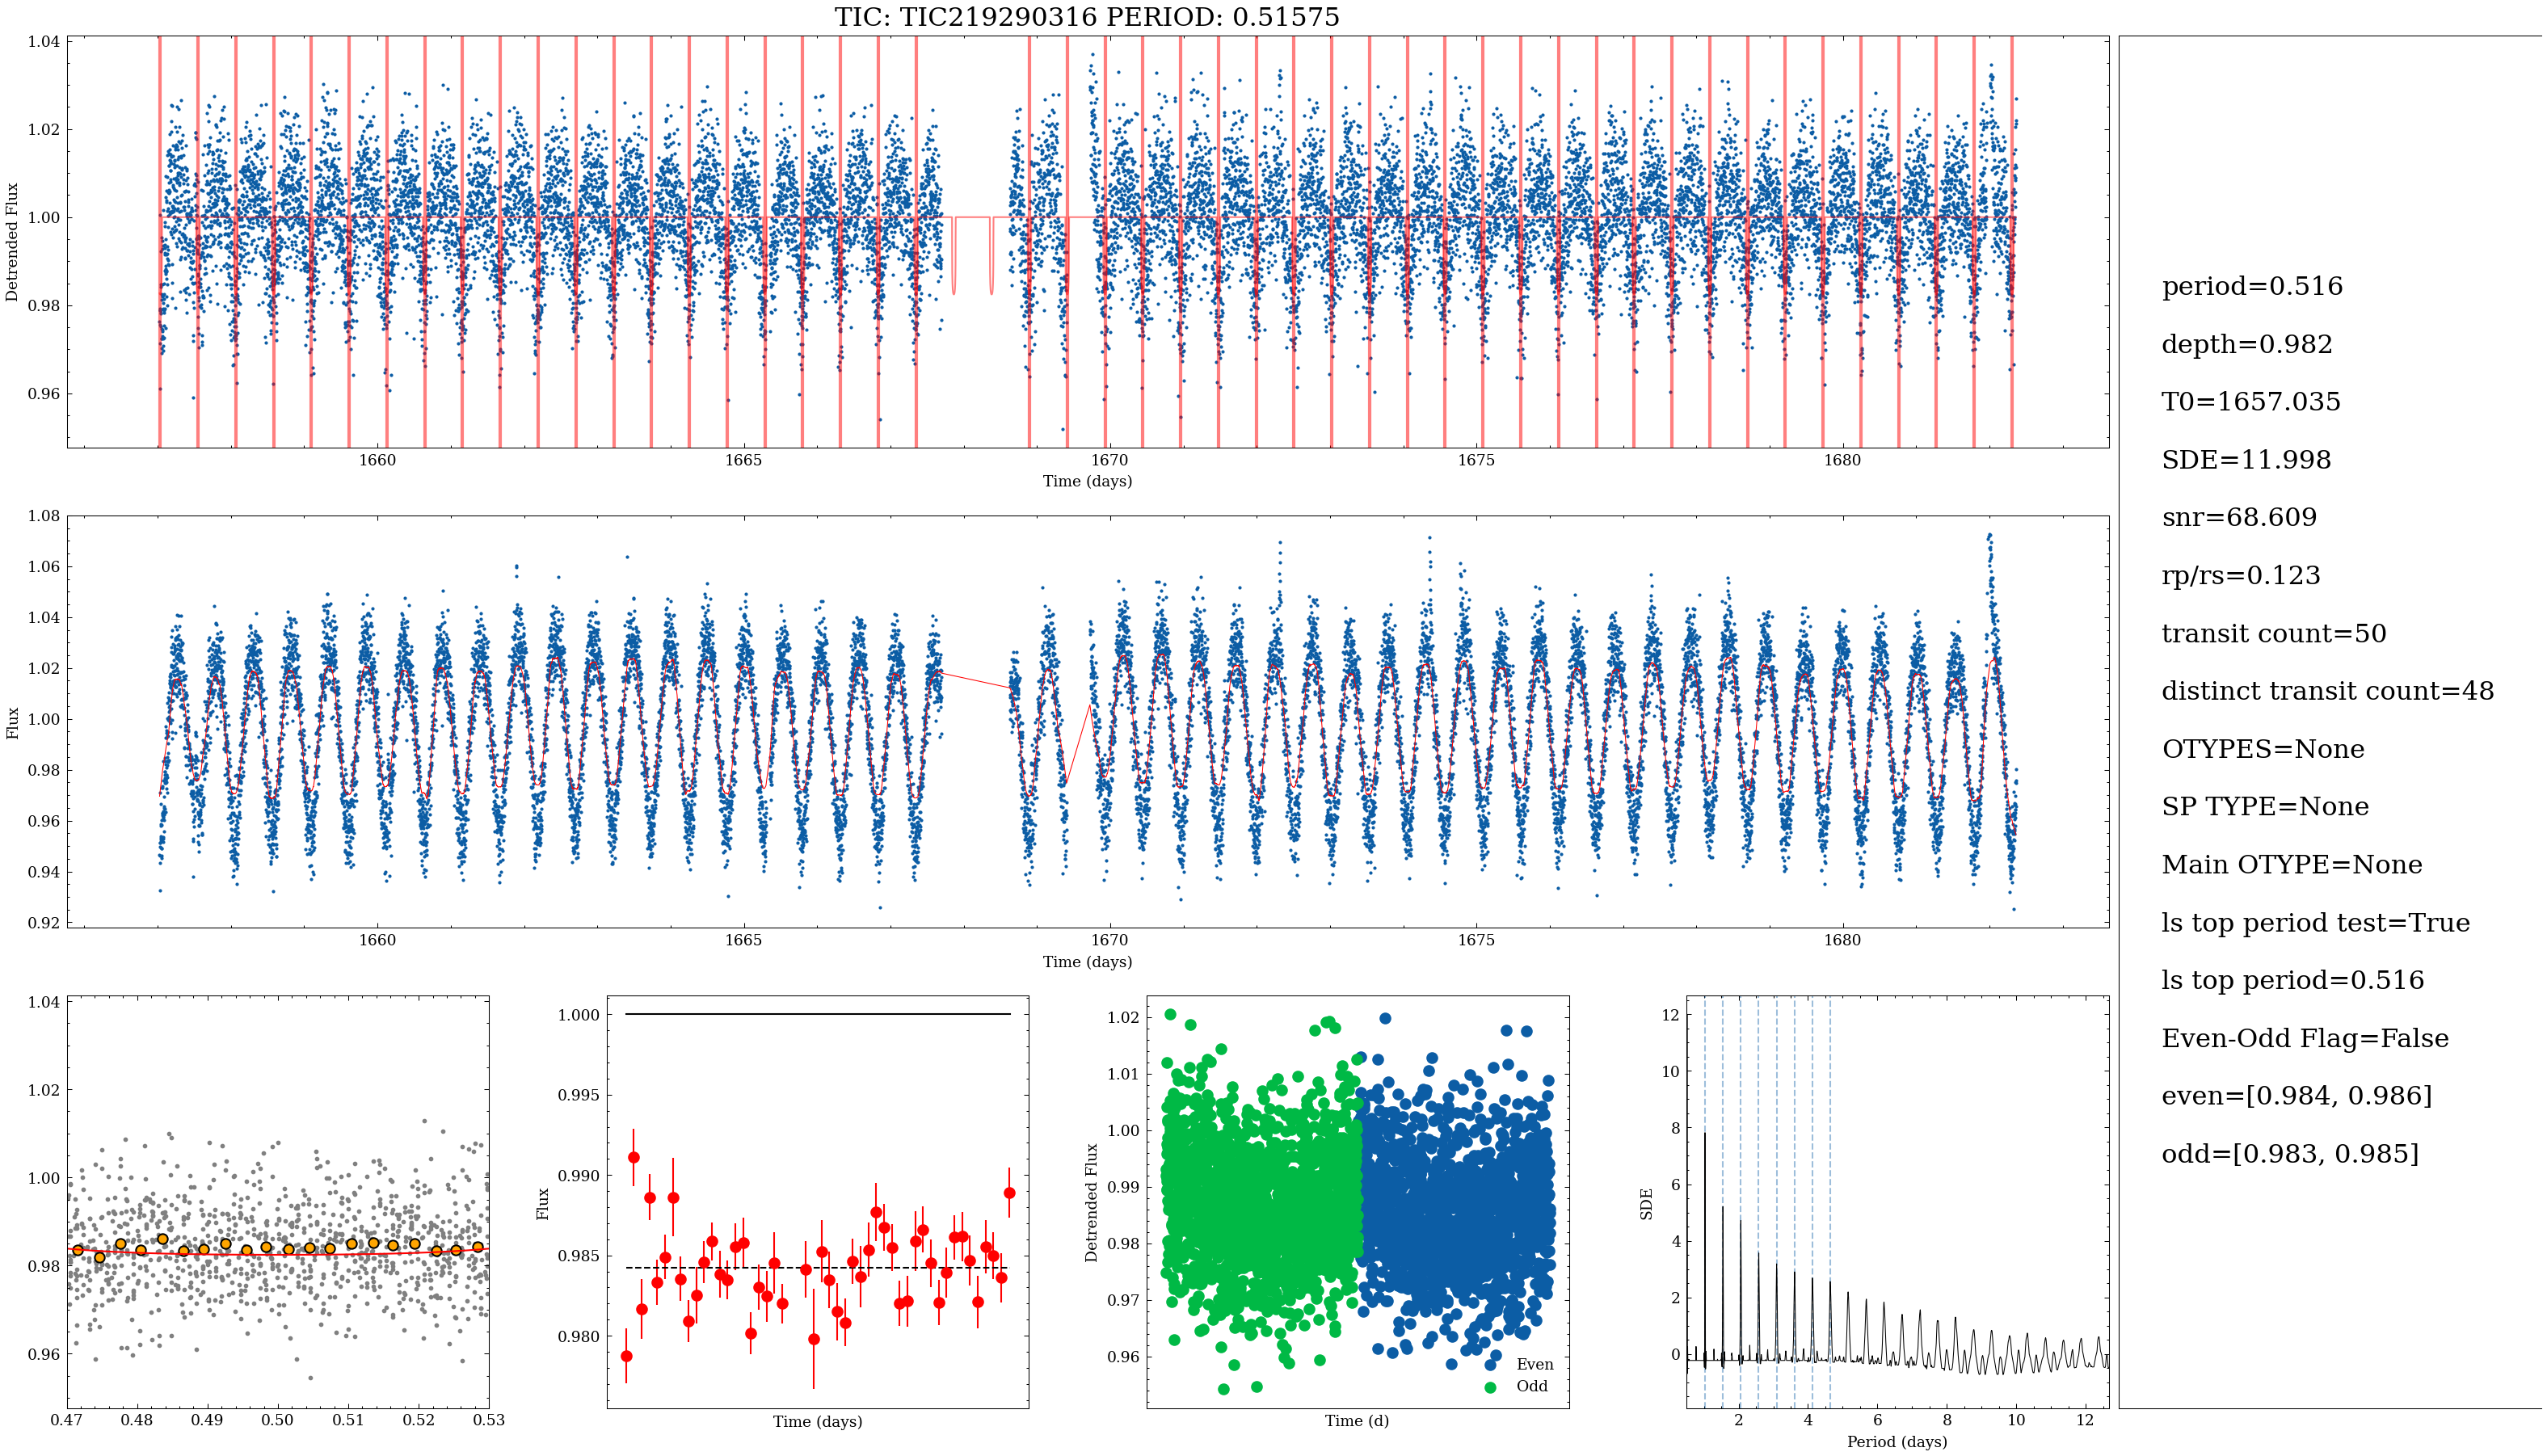 TIC: TIC219290316 PERIOD: 0.51575
1.04
1.02
1.00
0.98
0.96
Detrended Flux
1660
1665
1670
1675
1680
Time (days)
1.08
1.06
1.04
1.02
1.00
0.98
0.96
0.94
0.92
Flux
1660
1665
1670
1675
1680
Time (days)
1.04
1.02
1.00
0.98
0.96
0.47
0.48
0.49
0.50
0.51
0.52
0.53
1.000
0.995
0.990
0.985
0.980
Flux
Time (days)
1.02
1.01
1.00
0.99
0.98
0.97
0.96
Detrended Flux
Even
Odd
Time (d)
12
10
8
6
4
2
0
SDE
2
4
6
8
10
12
Period (days)
period=0.516
depth=0.982
T0=1657.035
SDE=11.998
snr=68.609
rp/rs=0.123
transit count=50
distinct transit count=48
OTYPES=None
SP TYPE=None
Main OTYPE=None
ls top period test=True
ls top period=0.516
Even-Odd Flag=False
even=[0.984, 0.986]
odd=[0.983, 0.985]